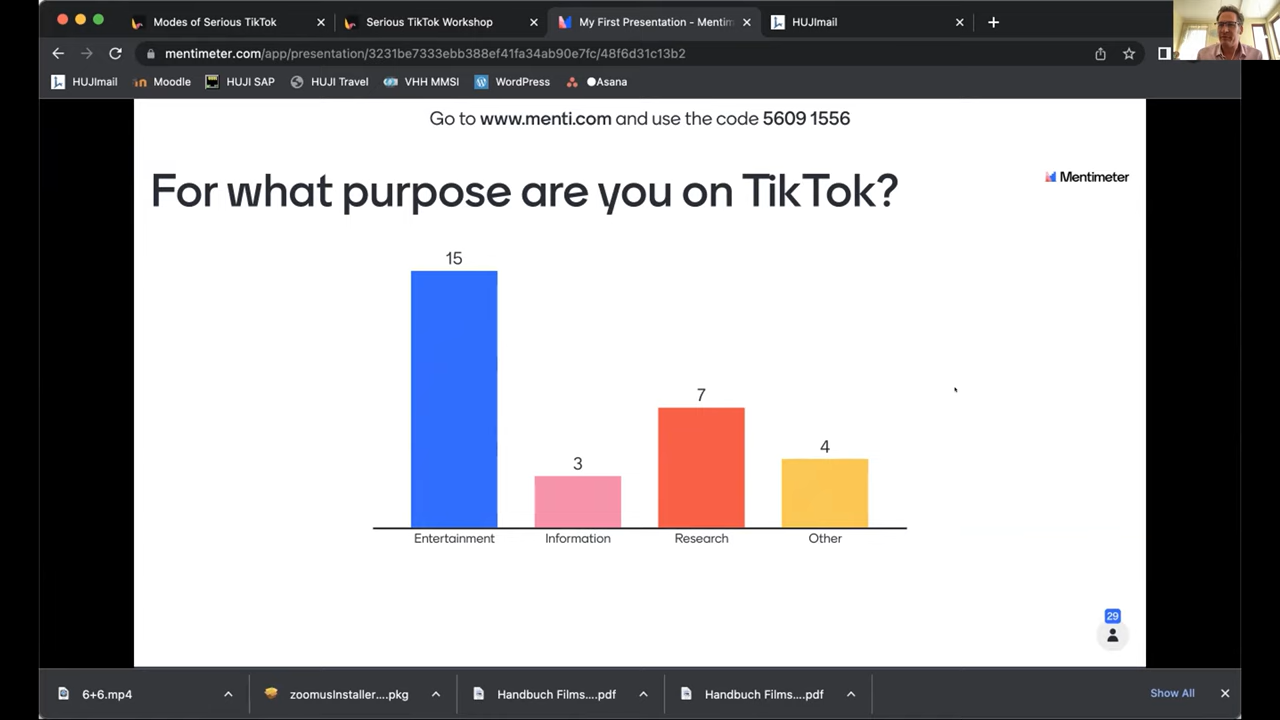 Modes of Serious TikTok
Serious TikTok Workshop
My First Presentation - Mentim
HUJImail
mentimeter.com/app/presentation/3231be7333ebb388ef41fa34ab90e7fc/48f6d31c13b2
HUJImail
Moodle
HUJI SAP
HUJI Travel
VHH MMSI
WordPress
Asana
Go to www.menti.com and use the code 5609 1556
For what purpose are you on TikTok?
Mentimeter
15
3
7
4
Entertainment
Information
Research
Other
29
6+6.mp4
zoomusInstaller....pkg
Handbuch Films....pdf
Handbuch Films....pdf
Show All